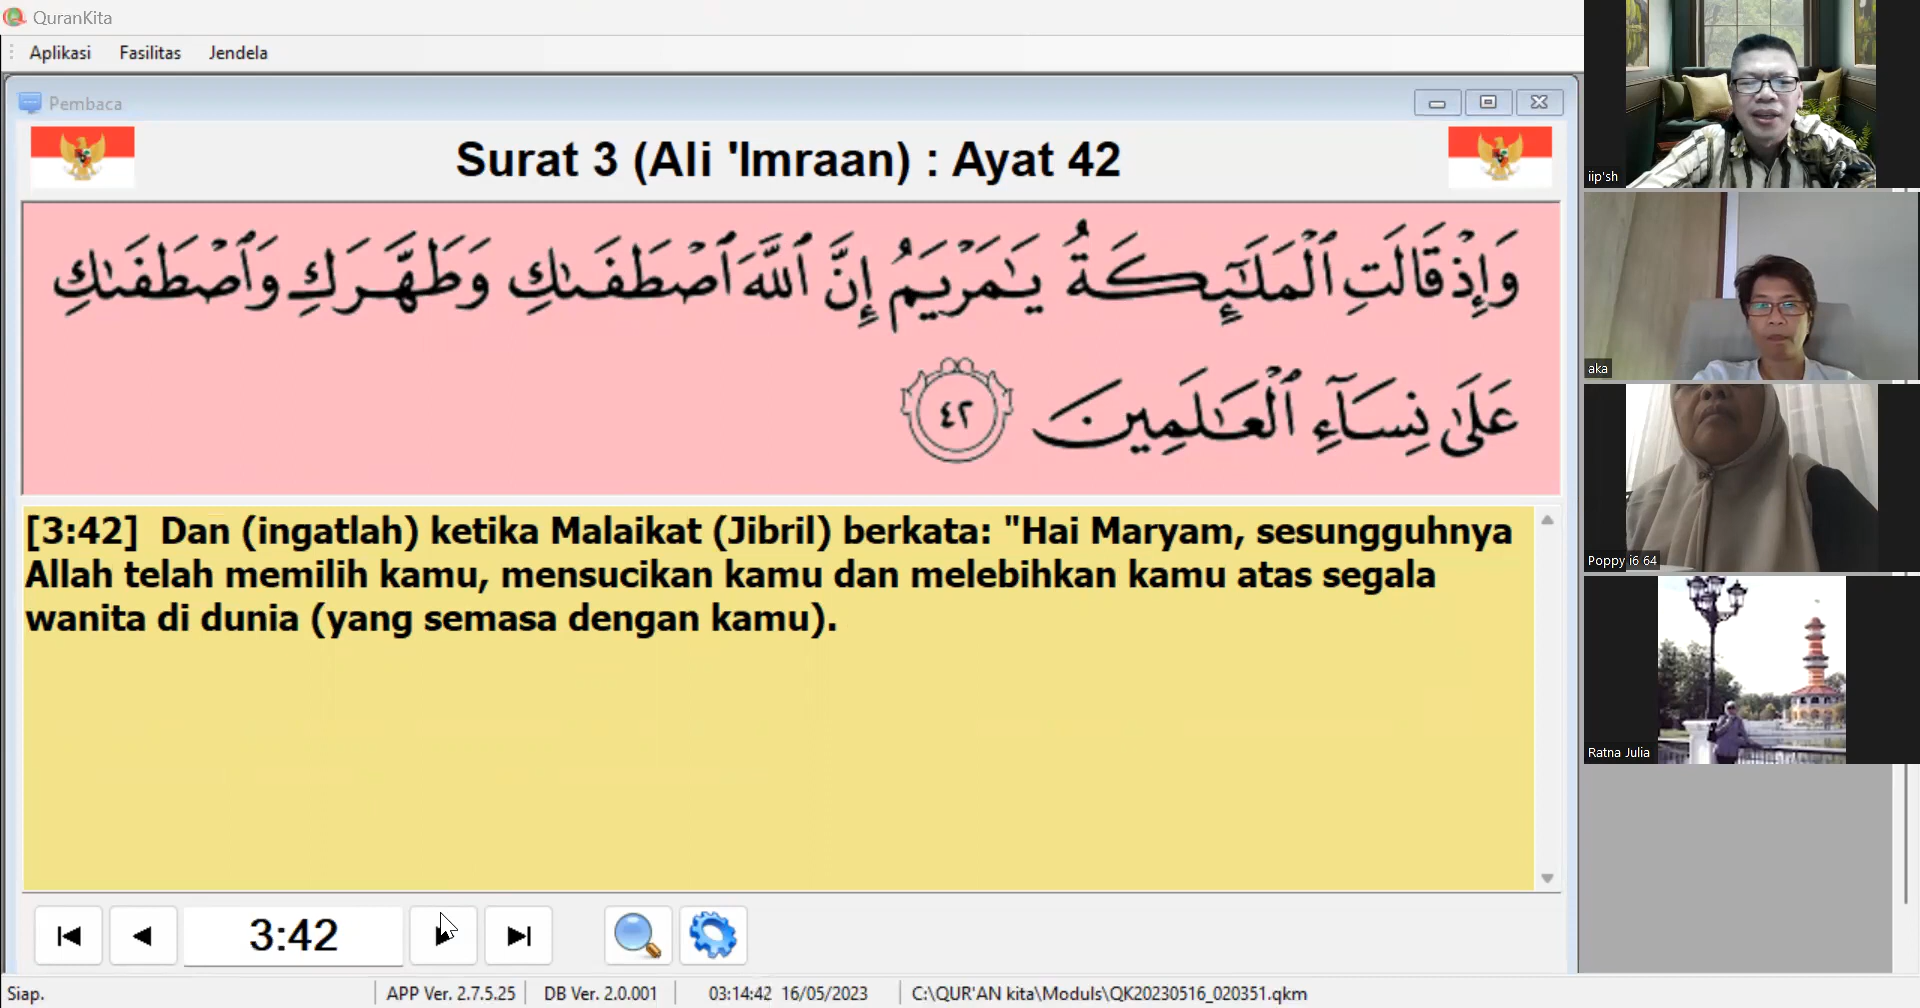 QuranKita
Aplikasi Fasilitas Jendela
Pembaca
Surat 3 (Ali 'Imraan) : Ayat 42
وَإِذْ قَالَتِ ٱلْمَلَـٰٓئِكَةُ يَـٰمَرْيَمُ إِنَّ ٱللَّهَ ٱصْطَفَىٰكِ وَطَهَّرَكِ وَٱصْطَفَىٰكِ
عَلَىٰ نِسَآءِ ٱلْعَـٰلَمِينَ ٤٢
[3:42] Dan (ingatlah) ketika Malaikat (Jibril) berkata: "Hai Maryam, sesungguhnya
Allah telah memilih kamu, mensucikan kamu dan melebihkan kamu atas segala
wanita di dunia (yang semasa dengan kamu).
3:42
Siap. APP Ver. 2.7.5.25 DB Ver. 2.0.001 03:14:42 16/05/2023 C:\QUR'AN kita\Moduls\QK20230516_020351.qkm
iip'sh
aka
Poppy i6 64
Ratna Julia